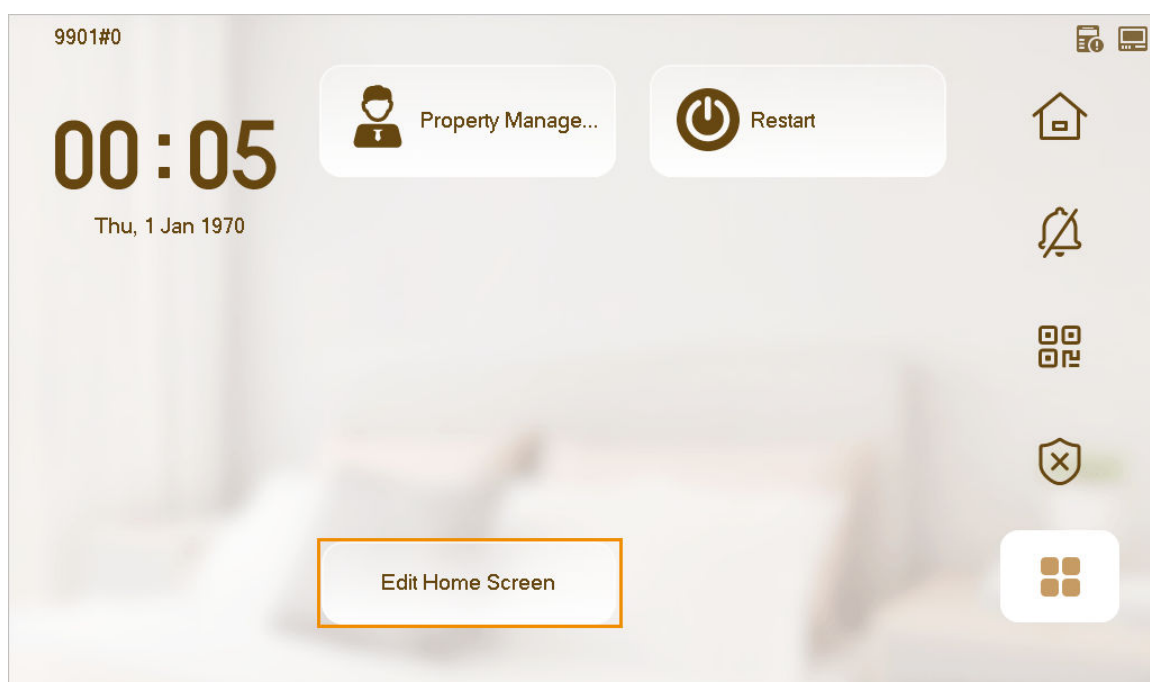 9901#0
Property Manage...
Restart
00:05
Thu, 1 Jan 1970
Edit Home Screen